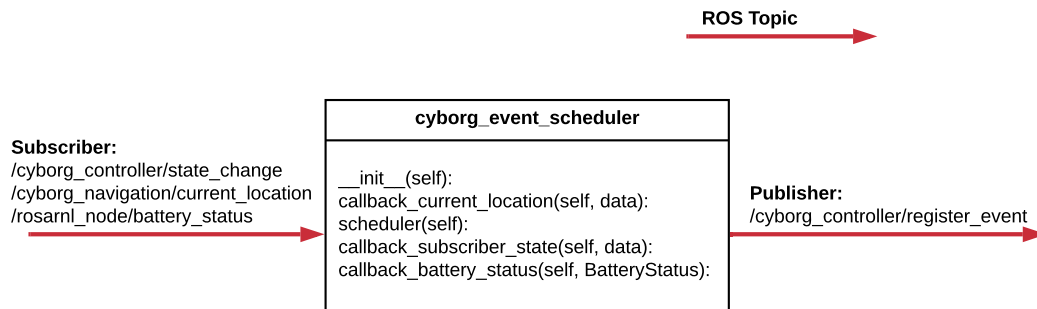 ROS Topic
cyborg_event_scheduler
Subscriber:
/cyborg_controller/state_change
/cyborg_navigation/current_location
/rosarnl_node/battery_status
__init__(self):
callback_current_location(self, data):
scheduler(self):
callback_subscriber_state(self, data):
callback_battery_status(self, BatteryStatus):
Publisher:
/cyborg_controller/register_event